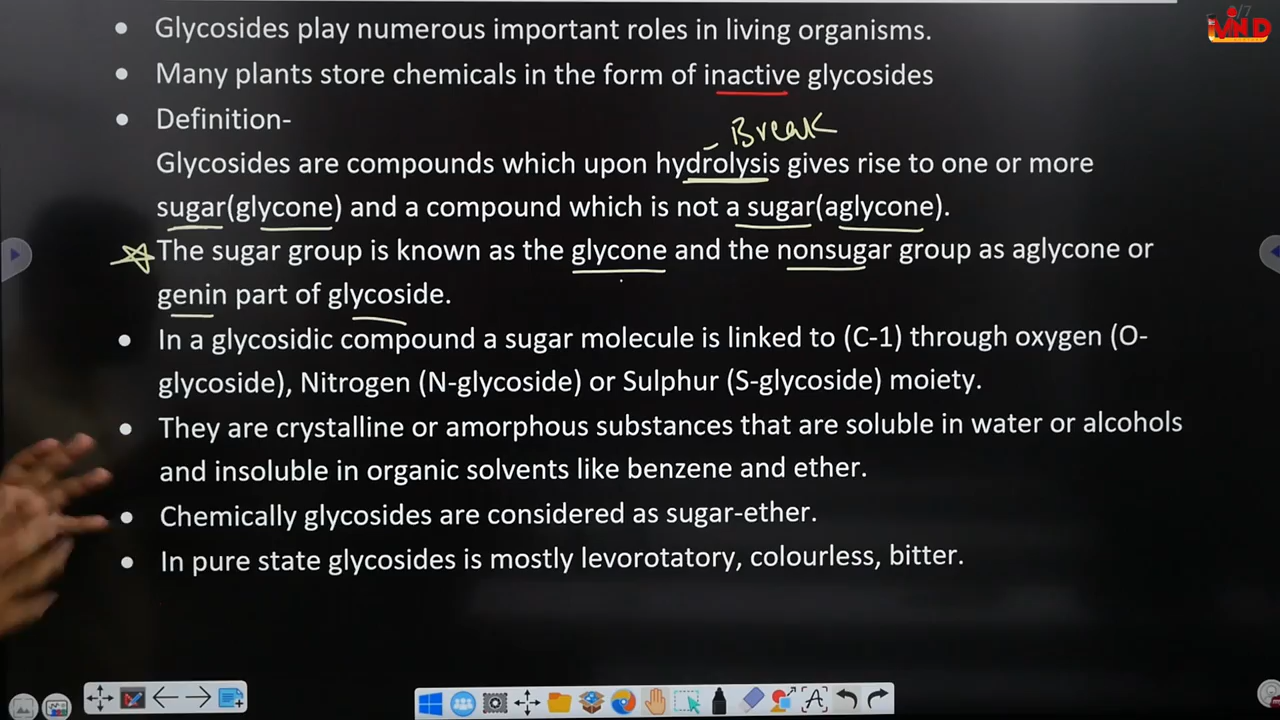 • Glycosides play numerous important roles in living organisms.
• Many plants store chemicals in the form of inactive glycosides
• Definition-
Break
Glycosides are compounds which upon hydrolysis gives rise to one or more
sugar(glycone) and a compound which is not a sugar(aglycone).
The sugar group is known as the glycone and the nonsugar group as aglycone or
genin part of glycoside.
• In a glycosidic compound a sugar molecule is linked to (C-1) through oxygen (O-
glycoside), Nitrogen (N-glycoside) or Sulphur (S-glycoside) moiety.
• They are crystalline or amorphous substances that are soluble in water or alcohols
and insoluble in organic solvents like benzene and ether.
• Chemically glycosides are considered as sugar-ether.
• In pure state glycosides is mostly levorotatory, colourless, bitter.